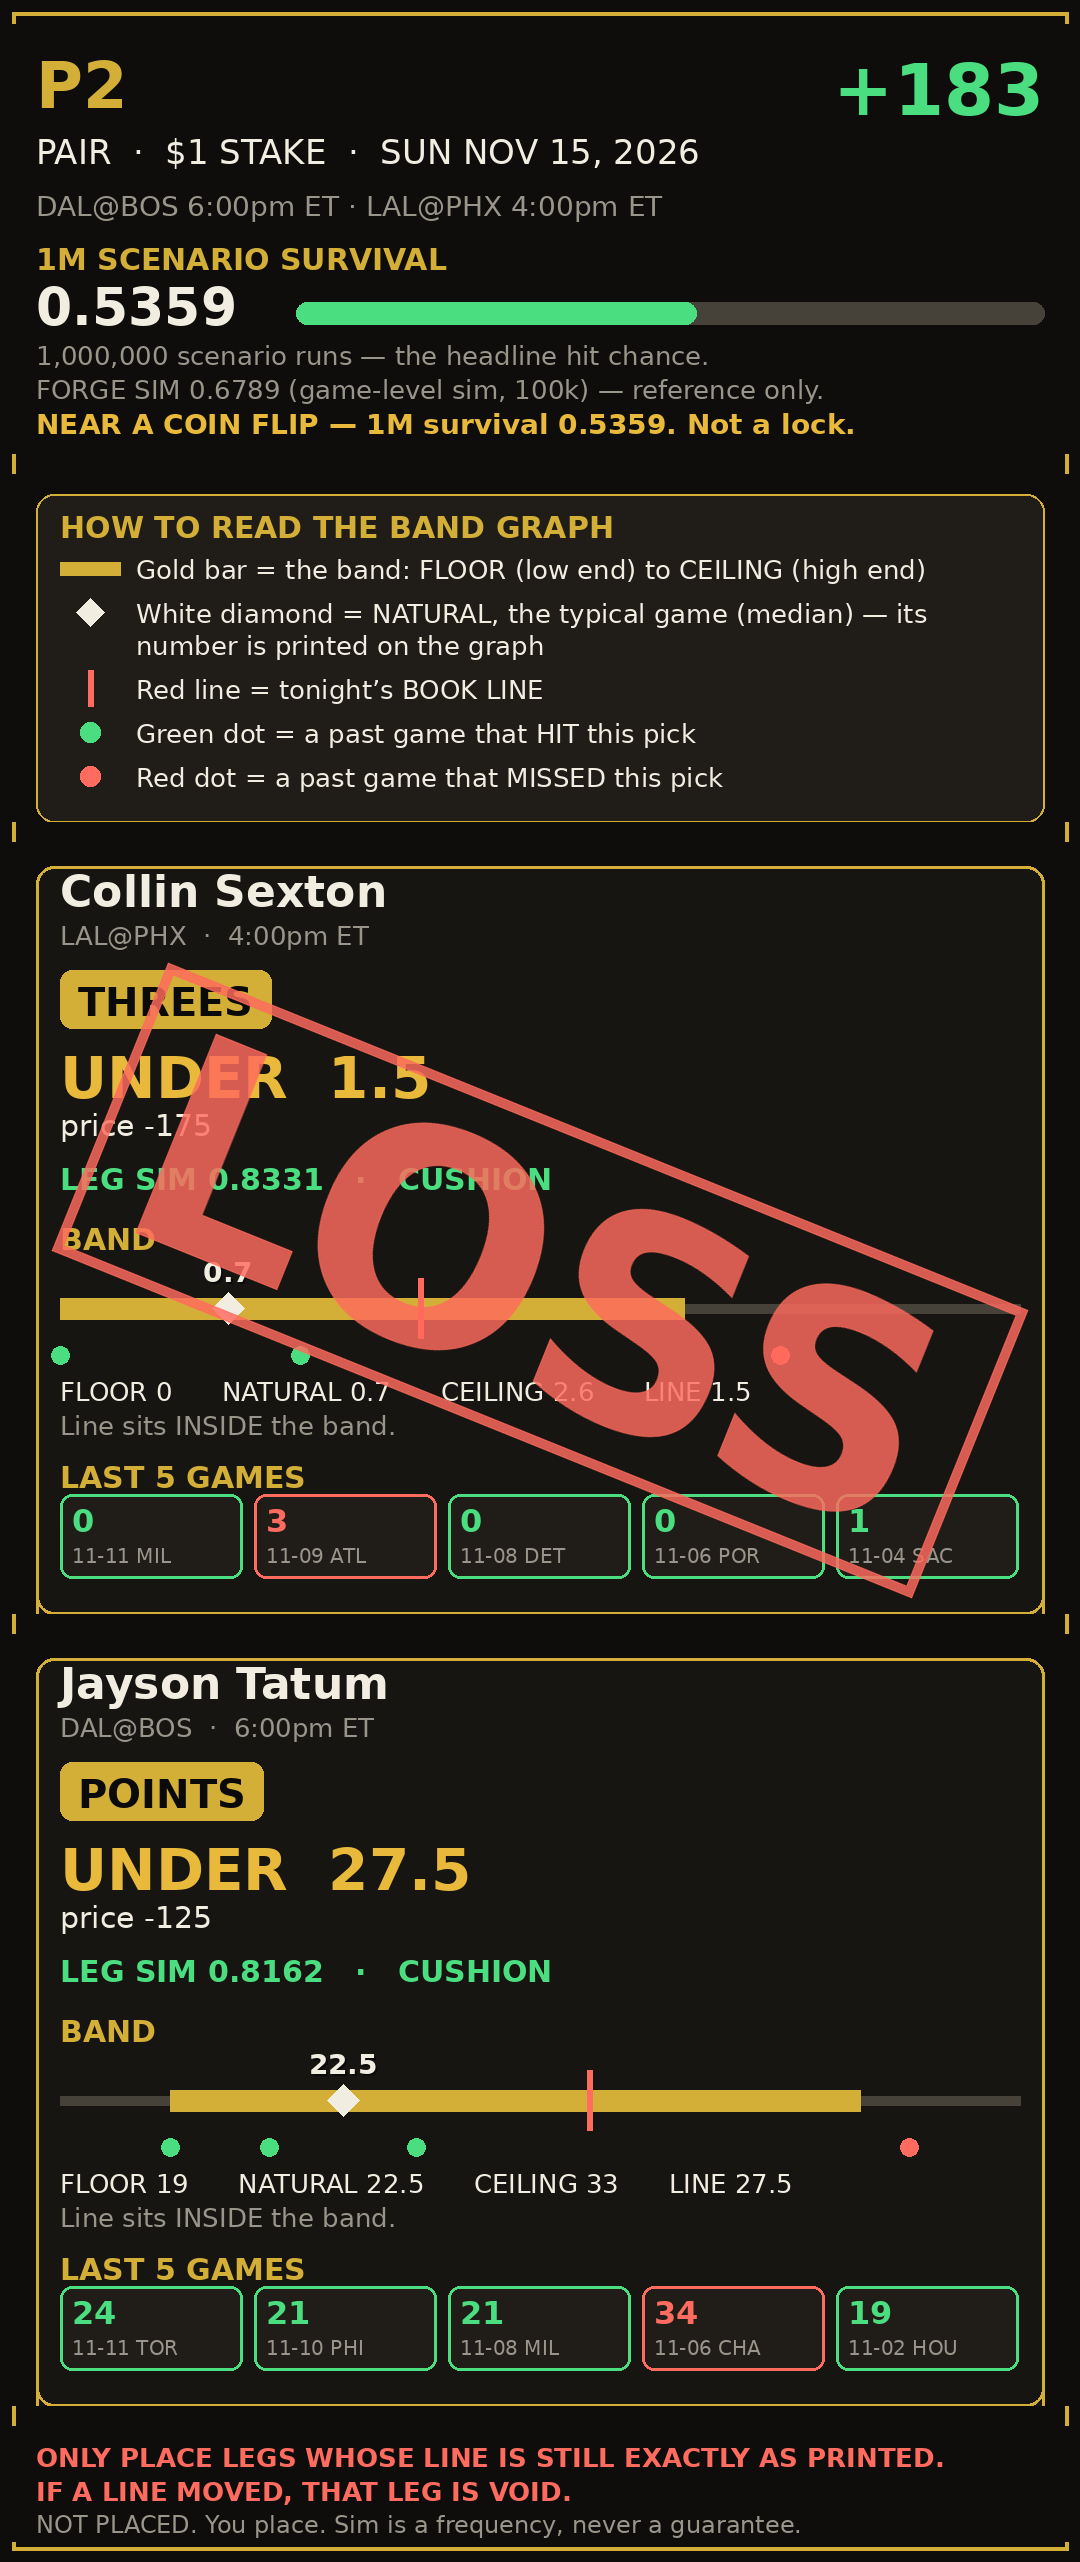 P2
+183
PAIR · $1 STAKE · SUN NOV 15, 2026
DAL@BOS 6:00pm ET · LAL@PHX 4:00pm ET
1M SCENARIO SURVIVAL
0.5359
1,000,000 scenario runs — the headline hit chance.
FORGE SIM 0.6789 (game-level sim, 100k) — reference only.
NEAR A COIN FLIP — 1M survival 0.5359. Not a lock.
HOW TO READ THE BAND GRAPH
Gold bar = the band: FLOOR (low end) to CEILING (high end)
White diamond = NATURAL, the typical game (median) — its
number is printed on the graph
Red line = tonight’s BOOK LINE
Green dot = a past game that HIT this pick
Red dot = a past game that MISSED this pick
Collin Sexton
LAL@PHX · 4:00pm ET
THREES
UNDER 1.5
price -175
LEG SIM 0.8331 · CUSHION
BAND
0.7
FLOOR 0 NATURAL 0.7 CEILING 2.6 LINE 1.5
Line sits INSIDE the band.
LAST 5 GAMES
0 3 0 0 1
11-11 MIL 11-09 ATL 11-08 DET 11-06 POR 11-04 SAC
LOSS
Jayson Tatum
DAL@BOS · 6:00pm ET
POINTS
UNDER 27.5
price -125
LEG SIM 0.8162 · CUSHION
BAND
22.5
FLOOR 19 NATURAL 22.5 CEILING 33 LINE 27.5
Line sits INSIDE the band.
LAST 5 GAMES
24 21 21 34 19
11-11 TOR 11-10 PHI 11-08 MIL 11-06 CHA 11-02 HOU
ONLY PLACE LEGS WHOSE LINE IS STILL EXACTLY AS PRINTED.
IF A LINE MOVED, THAT LEG IS VOID.
NOT PLACED. You place. Sim is a frequency, never a guarantee.